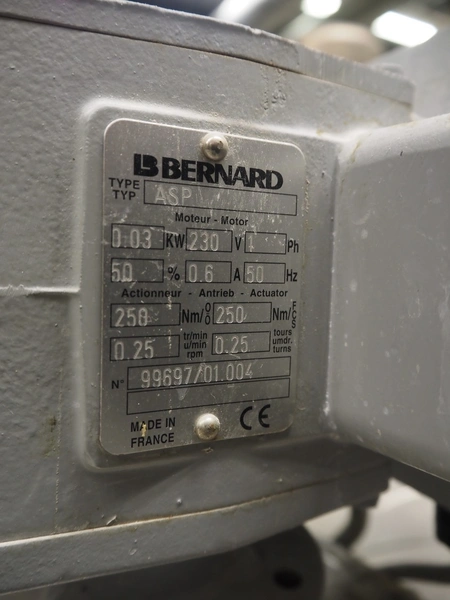 LB BERNARD
TYPE
TYP ASP
Moteur - Motor
0.03 KW 230 V 1 Ph
50 % 0.6 A 50 Hz
Actionneur - Antrieb - Actuator
250 Nm/O 250 Nm/F
0.25 tr/min u/min rpm 0.25 tours umdr. turns
N° 99697/01.004
MADE IN
FRANCE CE